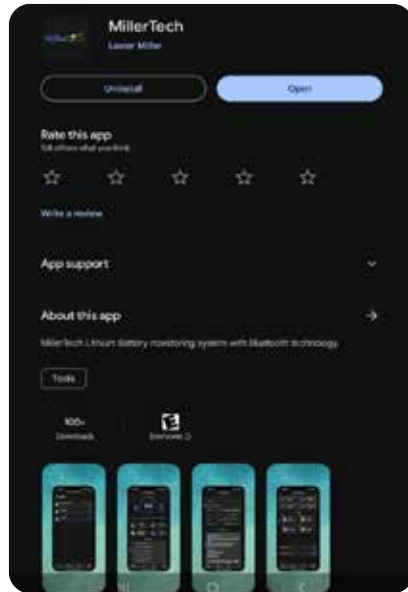 MillerTech
Lester Miller
Uninstall
Open
Rate this app
Tell others what you think
Write a review
App support
About this app
MillerTech Lithium Battery monitoring system with Bluetooth technology.
Tools
100+
Downloads
E
Everyone